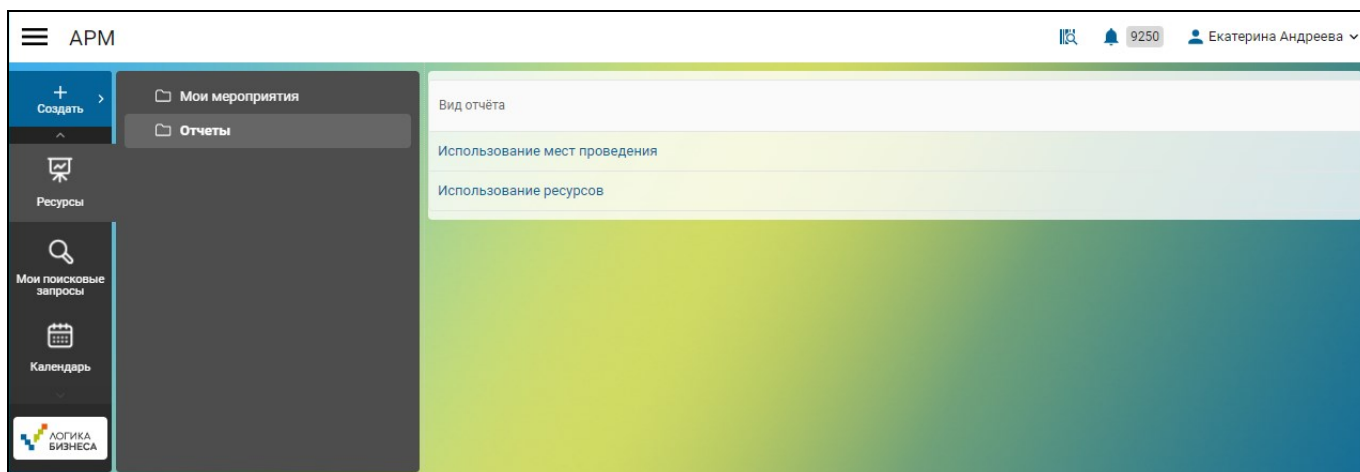 АРМ
9250
Екатерина Андреева
+
Создать
Ресурсы
Мои поисковые
запросы
Календарь
ЛОГИКА
БИЗНЕСА
Мои мероприятия
Отчеты
Вид отчёта
Использование мест проведения
Использование ресурсов